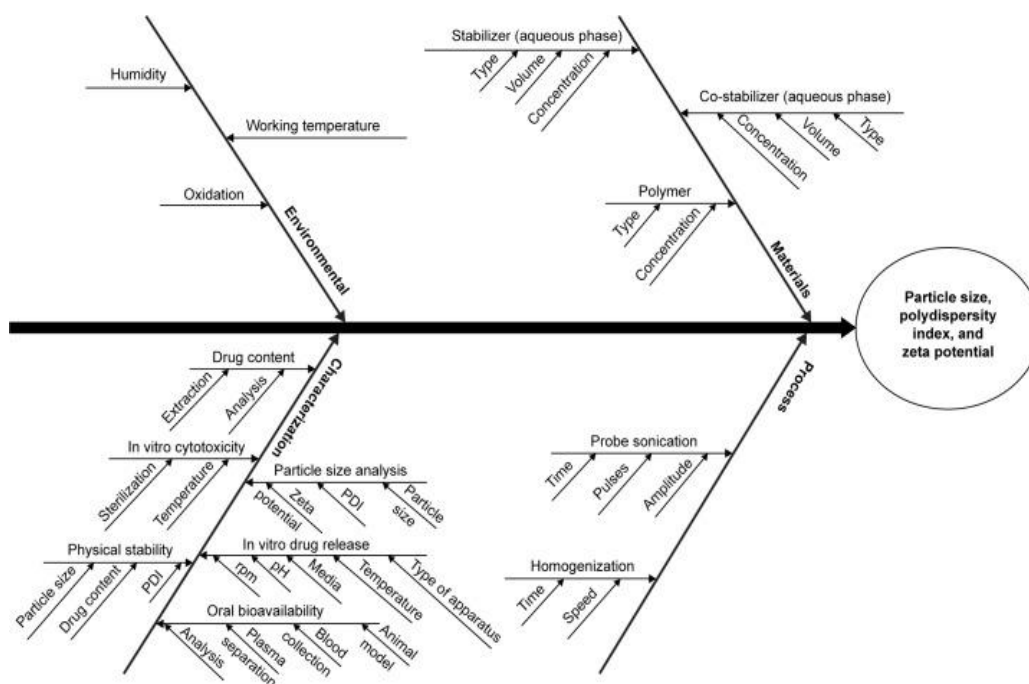 Humidity
Working temperature
Oxidation
Environmental
Stabilizer (aqueous phase)
Type
Volume
Concentration
Co-stabilizer (aqueous phase)
Concentration
Volume
Type
Polymer
Type
Concentration
Materials
Particle size,
polydispersity
index, and
zeta potential
Drug content
Extraction
Analysis
Characterization
In vitro cytotoxicity
Sterilization
Temperature
Particle size analysis
Zeta
potential
PDI
Particle
size
Physical stability
Particle size
Drug content
PDI
In vitro drug release
rpm
pH
Media
Temperature
Type of apparatus
Oral bioavailability
Analysis
Plasma
separation
Blood
collection
Animal
model
Process
Probe sonication
Time
Pulses
Amplitude
Homogenization
Time
Speed